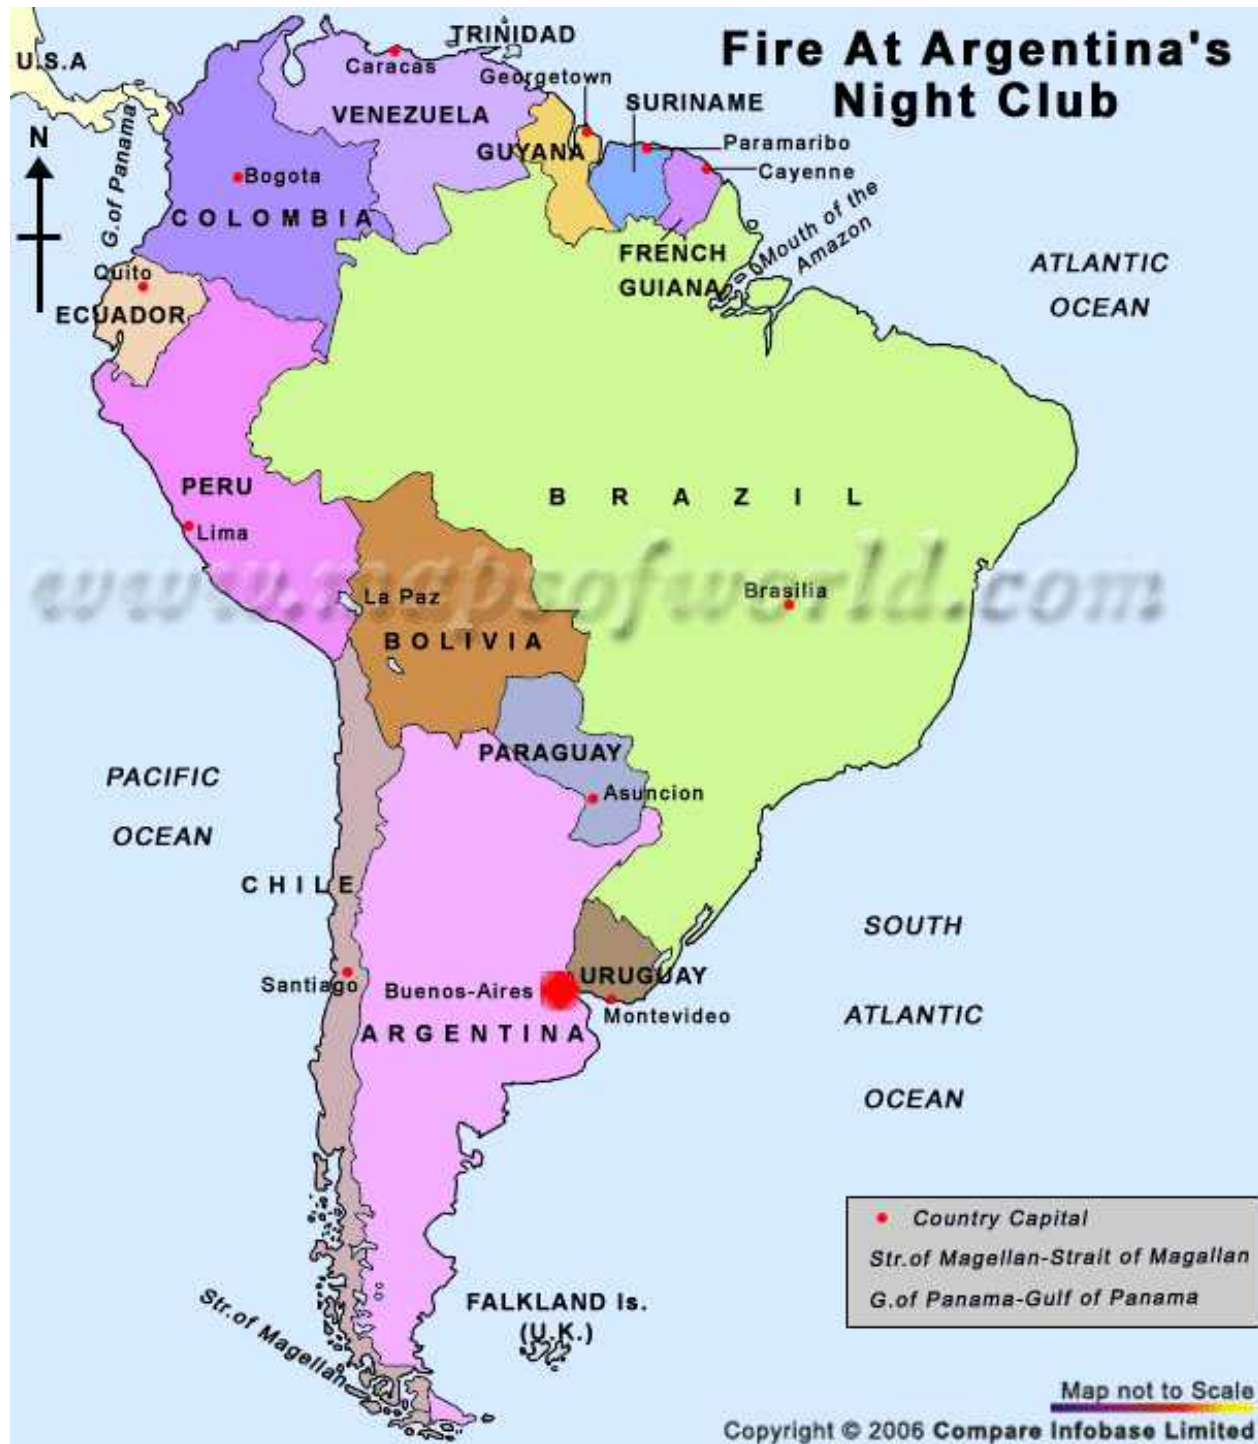 Fire At Argentina's
Night Club
U.S.A
TRINIDAD
Caracas
Georgetown
VENEZUELA
SURINAME
N
GUYANA
Paramaribo
G.of Panama
Bogota
Cayenne
COLOMBIA
Mouth of the
Amazon
FRENCH
GUIANA
ATLANTIC
OCEAN
Quito
ECUADOR
PERU
BRAZIL
Lima
www.mapsofworld.com
La Paz
Brasilia
BOLIVIA
PARAGUAY
PACIFIC
OCEAN
Asuncion
CHILE
SOUTH
ATLANTIC
OCEAN
Santiago
Buenos-Aires
URUGUAY
Montevideo
ARGENTINA
Country Capital
Str.of Magellan-Strait of Magallan
G.of Panama-Gulf of Panama
Str.of Magellan
FALKLAND Is.
(U.K.)
Map not to Scale
Copyright © 2006 Compare Infobase Limited